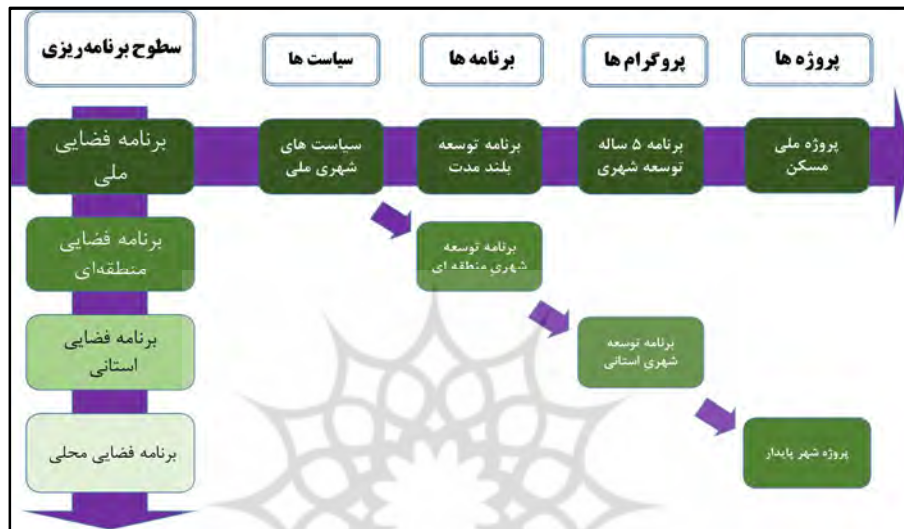 سطوح برنامه‌ریزی
سیاست ها
برنامه ها
پروگرام ها
پروژه ها
برنامه فضایی
ملی
سیاست های
شهری ملی
برنامه توسعه
بلند مدت
برنامه ۵ ساله
توسعه شهری
پروژه ملی
مسکن
برنامه فضایی
منطقه‌ای
برنامه توسعه
شهری منطقه ای
برنامه فضایی
استانی
برنامه توسعه
شهری استانی
برنامه فضایی محلی
پروژه شهر پایدار